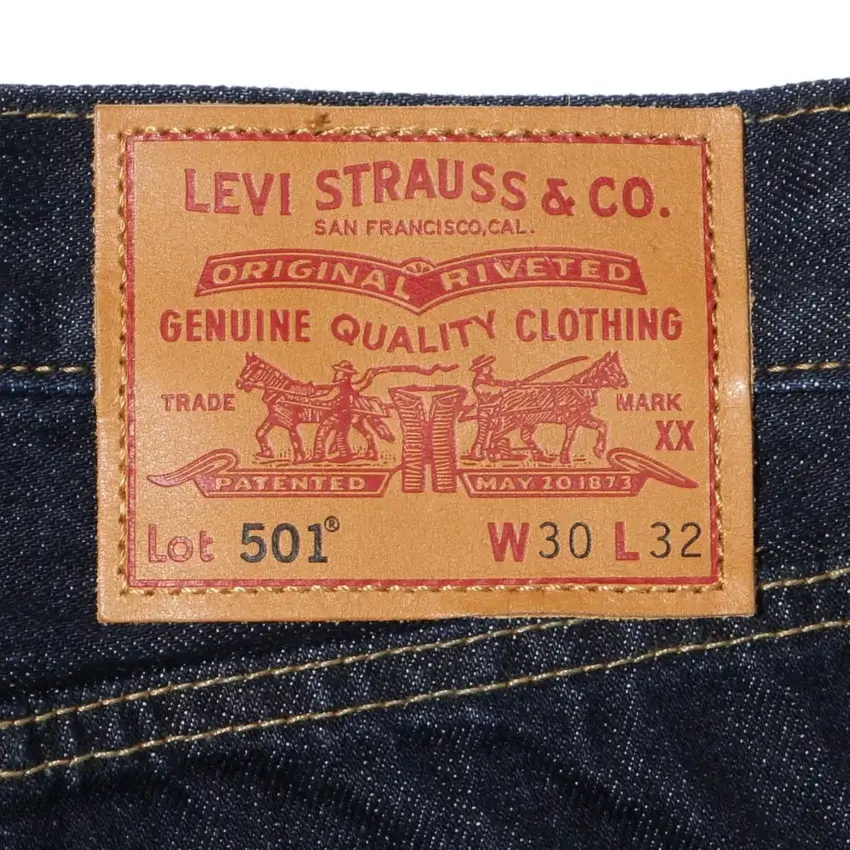 LEVI STRAUSS & CO.
SAN FRANCISCO, CAL.
ORIGINAL RIVETED
GENUINE QUALITY CLOTHING
TRADE MARK
XX
PATENTED MAY 20 1873
Lot 501® W30 L32